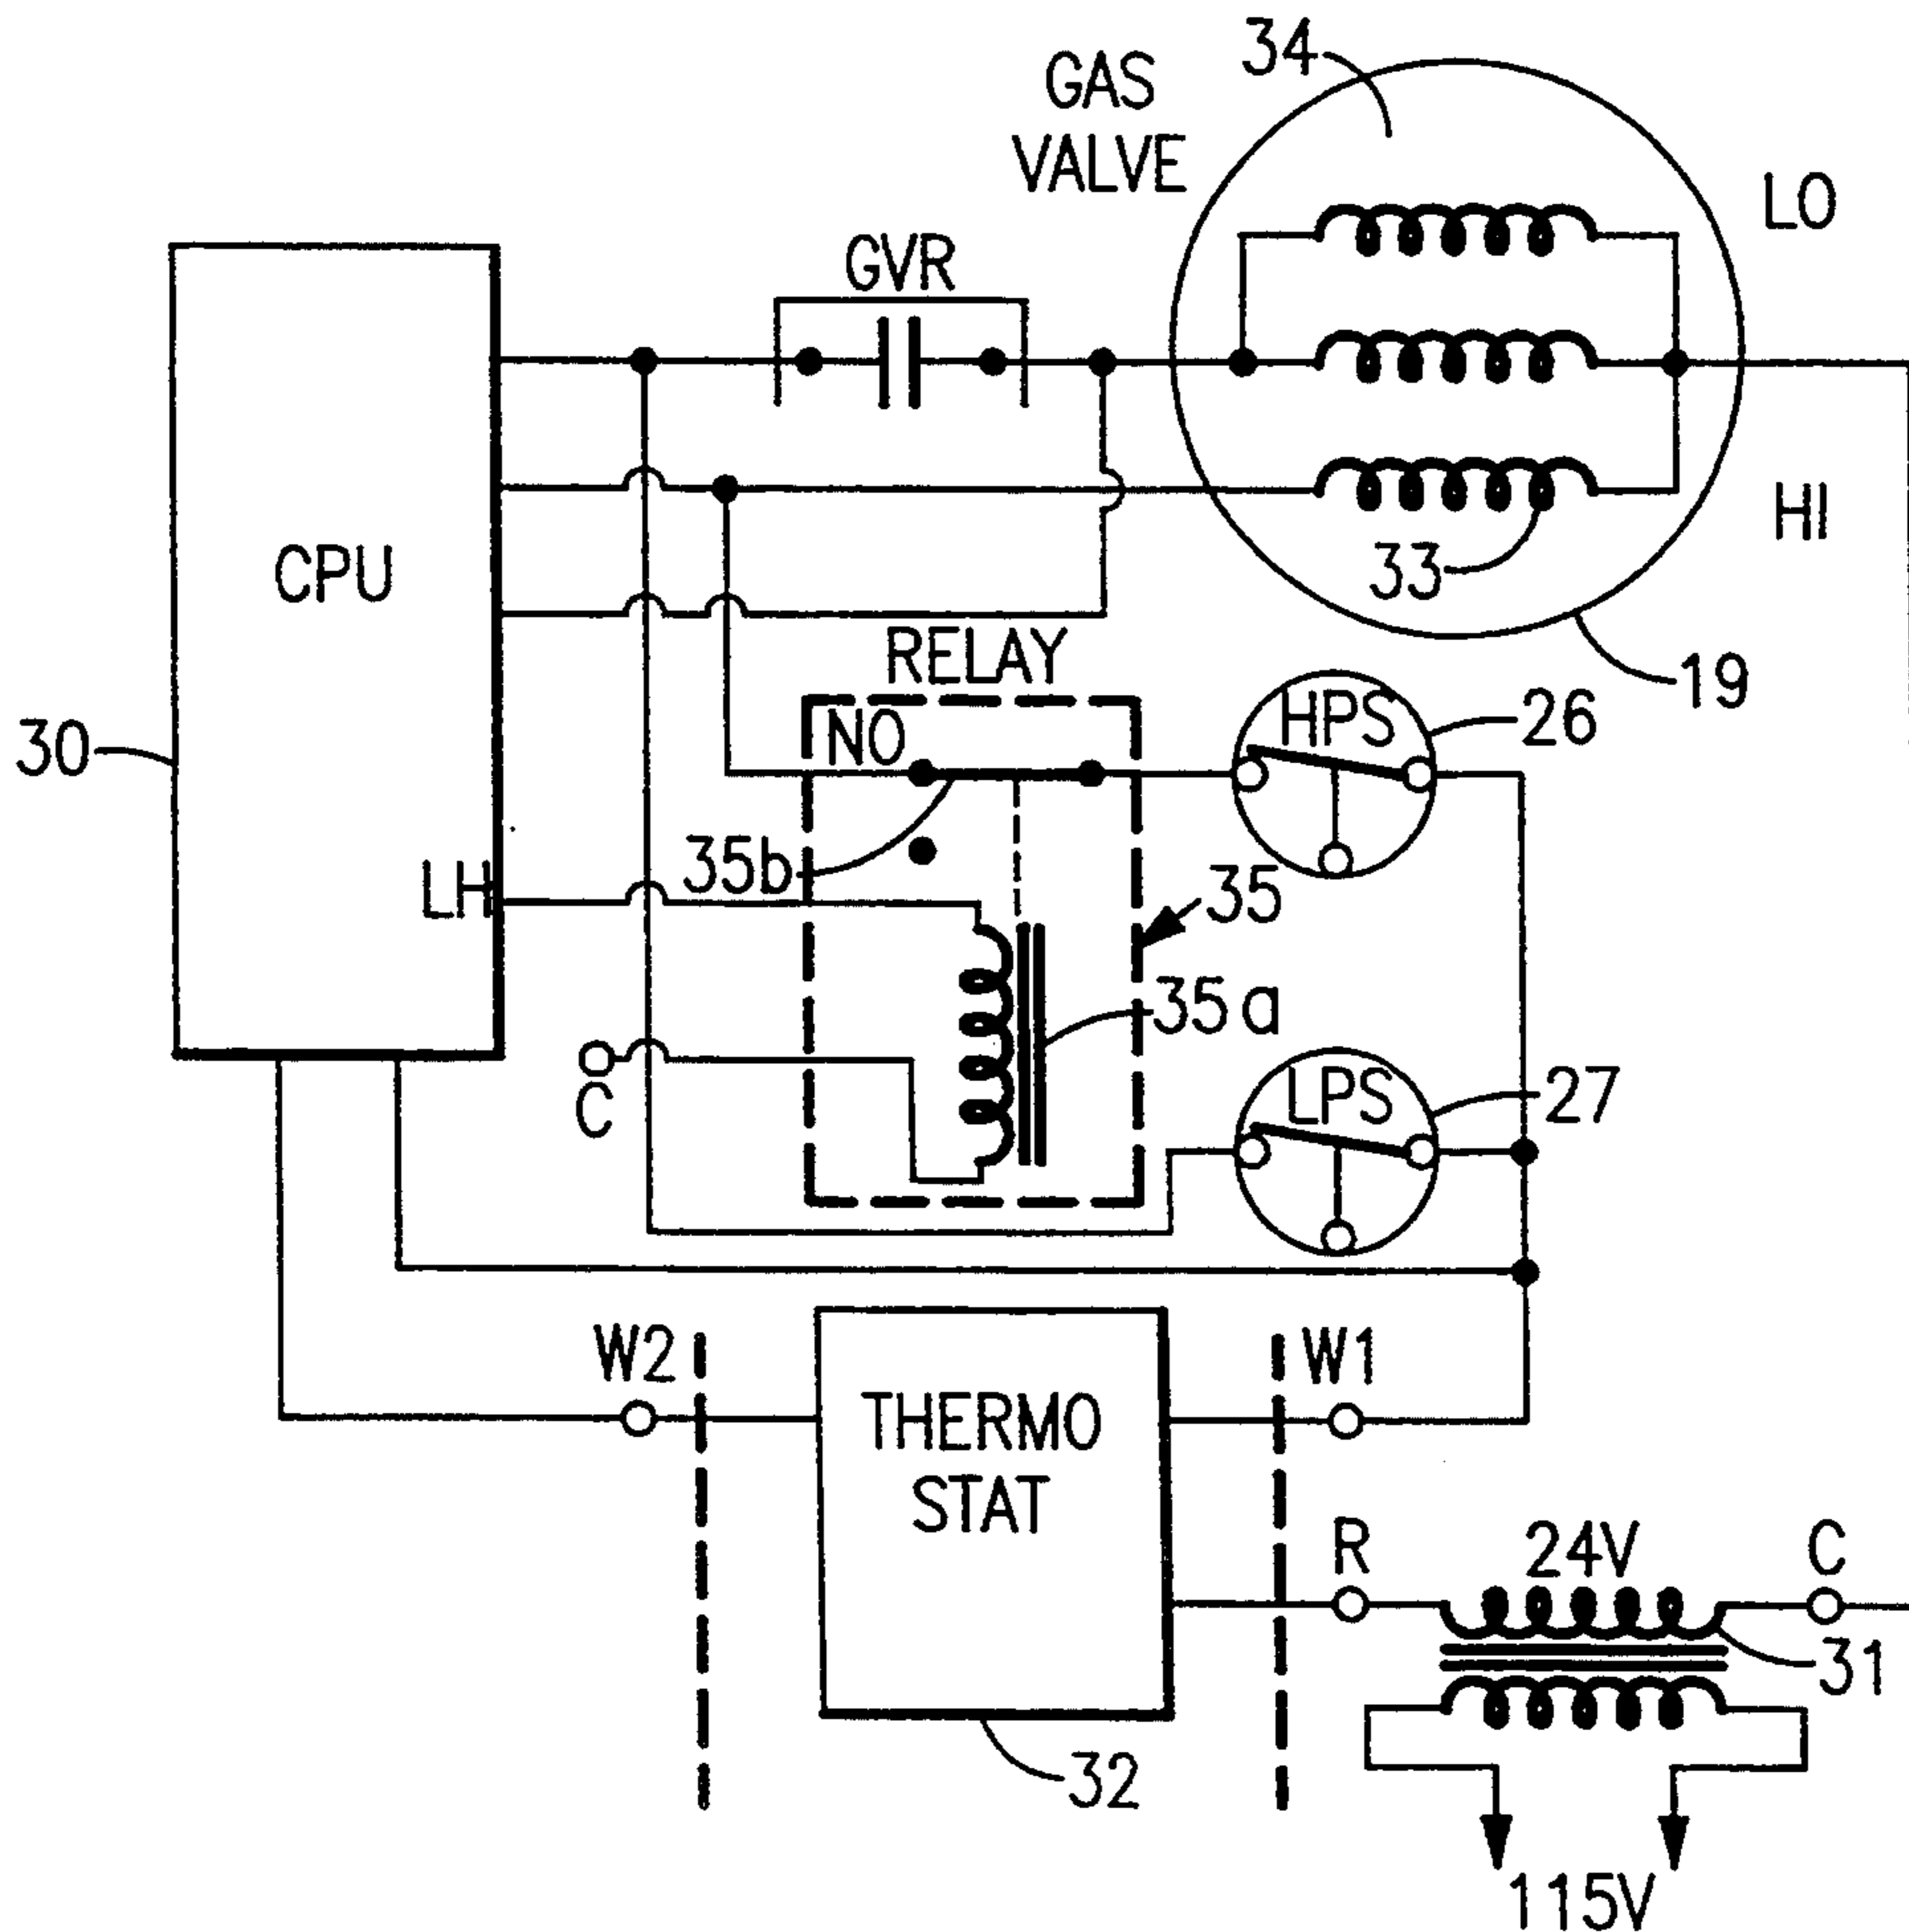 34
GAS
VALVE
LO
GVR
HI
CPU
33
RELAY
19
HPS
26
NO
30
35b
LH
35
35a
C
LPS
27
W2
W1
THERMO
STAT
R
24V
C
31
32
115V